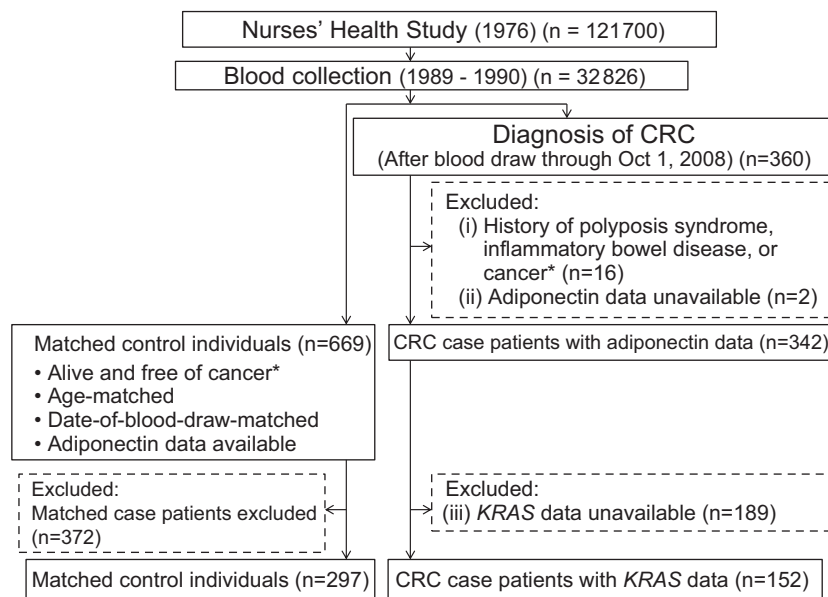 Nurses’ Health Study (1976) (n = 121700)
Blood collection (1989 - 1990) (n = 32826)
Diagnosis of CRC
(After blood draw through Oct 1, 2008) (n=360)
Excluded:
(i) History of polyposis syndrome,
inflammatory bowel disease, or
cancer* (n=16)
(ii) Adiponectin data unavailable (n=2)
Matched control individuals (n=669)
• Alive and free of cancer*
• Age-matched
• Date-of-blood-draw-matched
• Adiponectin data available
CRC case patients with adiponectin data (n=342)
Excluded:
Matched case patients excluded
(n=372)
Excluded:
(iii) KRAS data unavailable (n=189)
Matched control individuals (n=297)
CRC case patients with KRAS data (n=152)